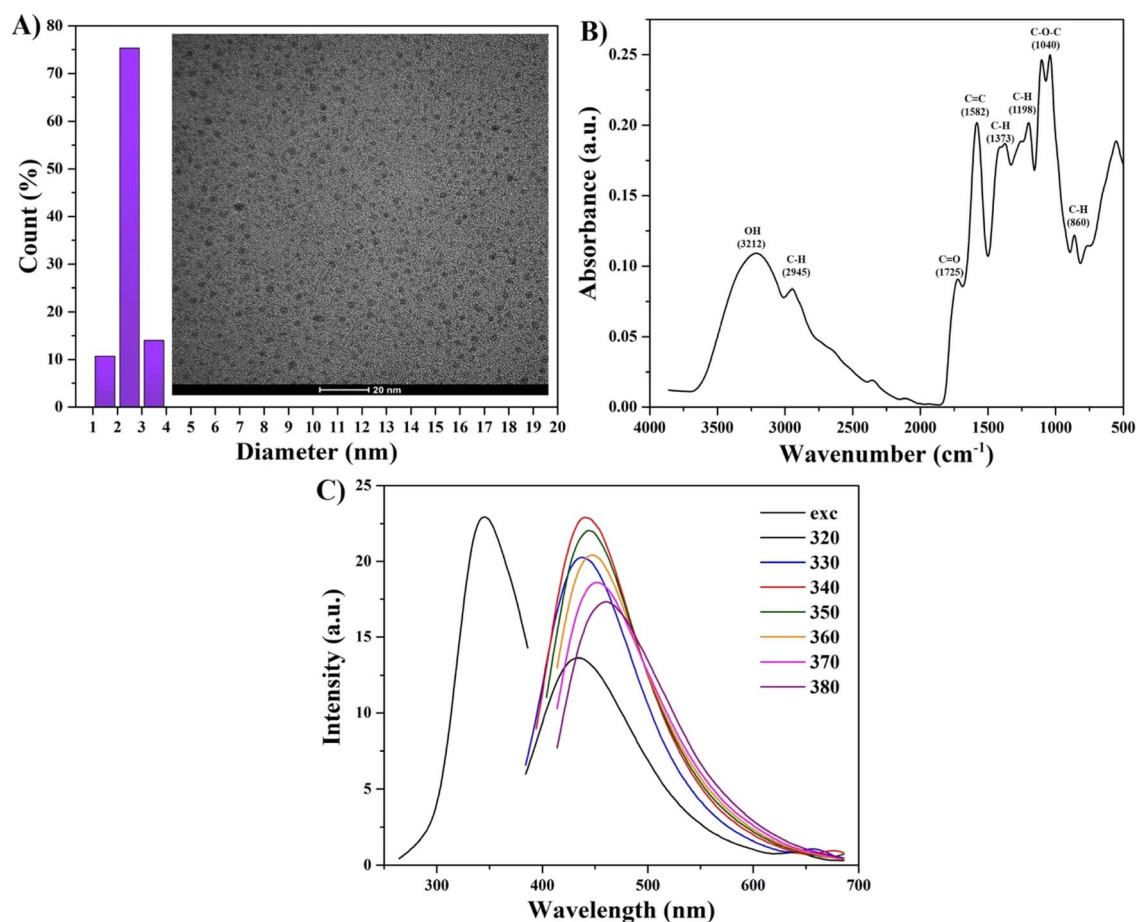 A)
80
70
60
50
40
30
20
10
0
Count (%)
20 nm
1 2 3 4 5 6 7 8 9 10 11 12 13 14 15 16 17 18 19 20
Diameter (nm)
B)
0.25
0.20
0.15
0.10
0.05
0.00
Absorbance (a.u.)
OH
(3212)
C-H
(2945)
C=O
(1725)
C=C
(1582)
C-H
(1373)
C-H
(1198)
C-O-C
(1040)
C-H
(860)
4000 3500 3000 2500 2000 1500 1000 500
Wavenumber (cm-1)
C)
25
20
15
10
5
0
Intensity (a.u.)
exc
320
330
340
350
360
370
380
300 400 500 600 700
Wavelength (nm)